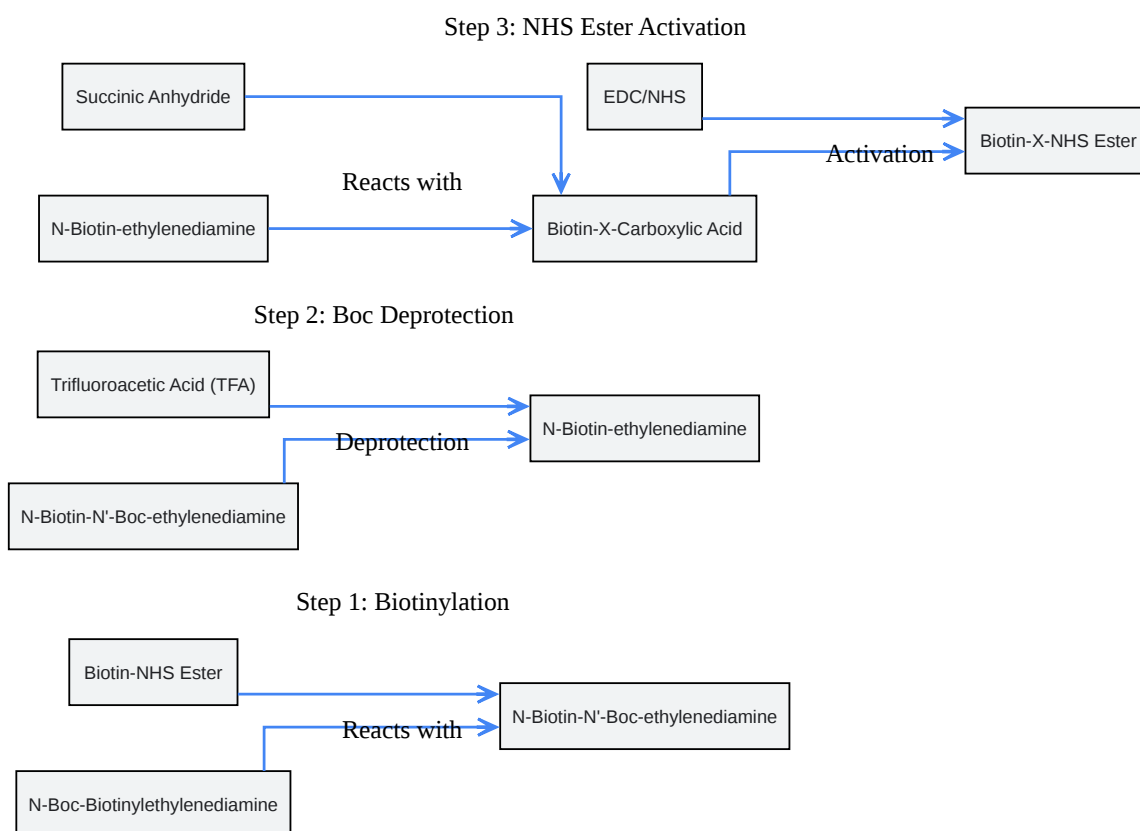 Step 3: NHS Ester Activation
Succinic Anhydride
EDC/NHS
Biotin-X-NHS Ester
Activation
Reacts with
N-Biotin-ethylenediamine
Biotin-X-Carboxylic Acid
Step 2: Boc Deprotection
Trifluoroacetic Acid (TFA)
N-Biotin-ethylenediamine
Deprotection
N-Biotin-N'-Boc-ethylenediamine
Step 1: Biotinylation
Biotin-NHS Ester
N-Biotin-N'-Boc-ethylenediamine
Reacts with
N-Boc-Biotinylethylenediamine